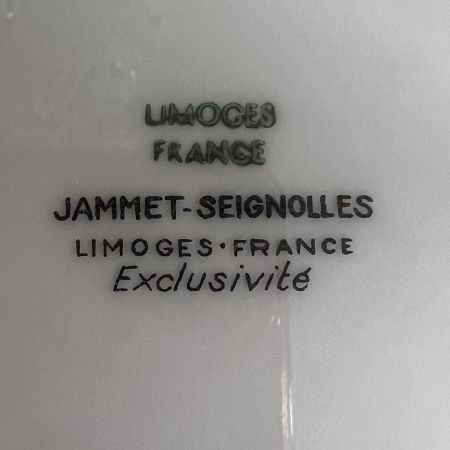 LIMOGES
FRANCE
JAMMET-SEIGNOLLES
LIMOGES·FRANCE
Exclusivité